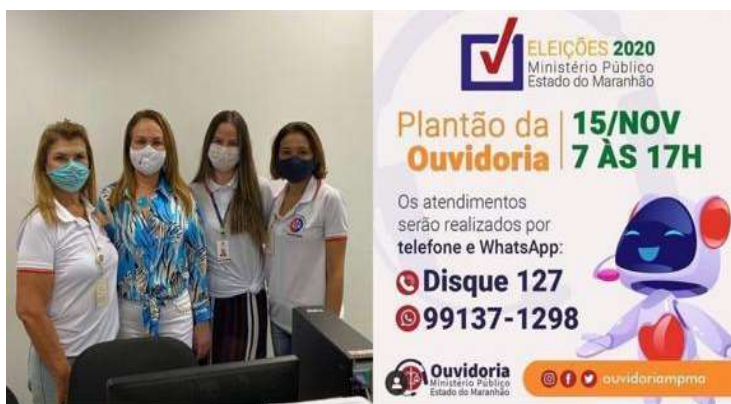 ELEIÇÕES 2020
Ministério Público
Estado do Maranhão
Plantão da
Ouvidoria
15/NOV
7 ÀS 17H
Os atendimentos
serão realizados por
telefone e WhatsApp:
Disque 127
99137-1298
Ouvidoria
Ministério Público
Estado do Maranhão
ouvidoriampma